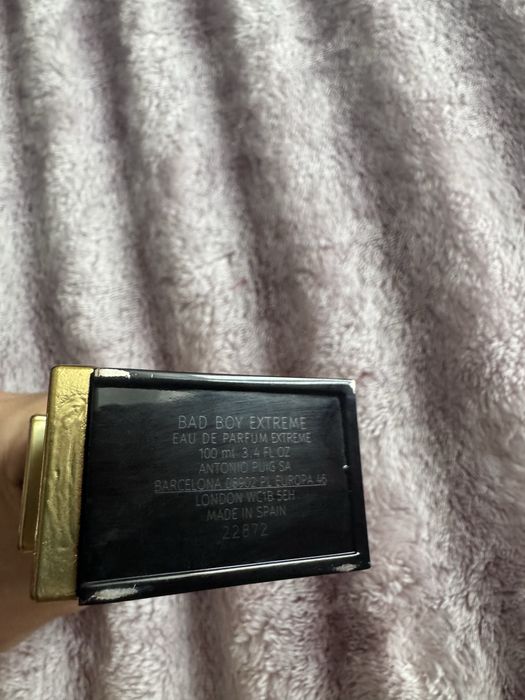 BAD BOY EXTREME
EAU DE PARFUM EXTREME
100 ml 3.4 FL OZ
ANTONIO PUIG SA
BARCELONA 08902 PL EUROPA 46
LONDON WC1B 5EH
MADE IN SPAIN
22872